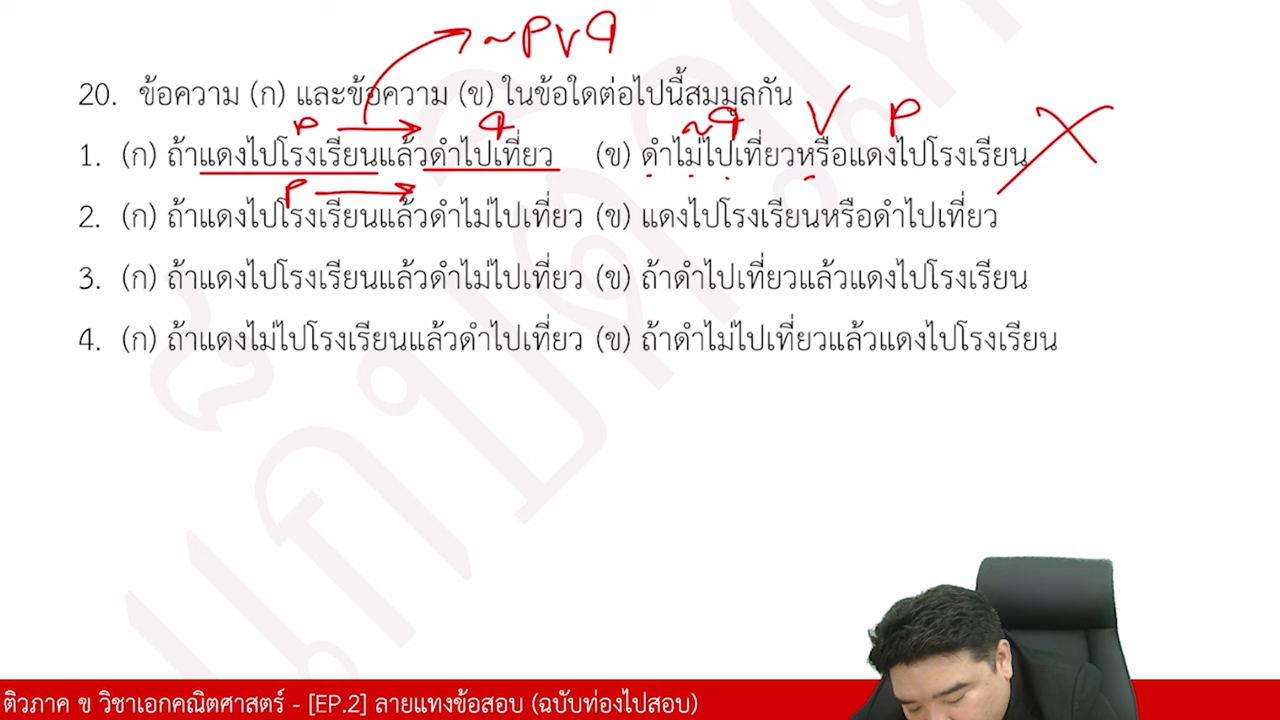 ~p∨q
20. ข้อความ (ก) และข้อความ (ข) ในข้อใดต่อไปนี้สมมูลกัน
p → q ~q ∨ p
1. (ก) ถ้าแดงไปโรงเรียนแล้วดำไปเที่ยว (ข) ดำไม่ไปเที่ยวหรือแดงไปโรงเรียน
p →
2. (ก) ถ้าแดงไปโรงเรียนแล้วดำไม่ไปเที่ยว (ข) แดงไปโรงเรียนหรือดำไปเที่ยว
3. (ก) ถ้าแดงไปโรงเรียนแล้วดำไม่ไปเที่ยว (ข) ถ้าดำไปเที่ยวแล้วแดงไปโรงเรียน
4. (ก) ถ้าแดงไม่ไปโรงเรียนแล้วดำไปเที่ยว (ข) ถ้าดำไม่ไปเที่ยวแล้วแดงไปโรงเรียน
ติวภาค ข วิชาเอกคณิตศาสตร์ - [EP.2] ลายแทงข้อสอบ (ฉบับท่องไปสอบ)